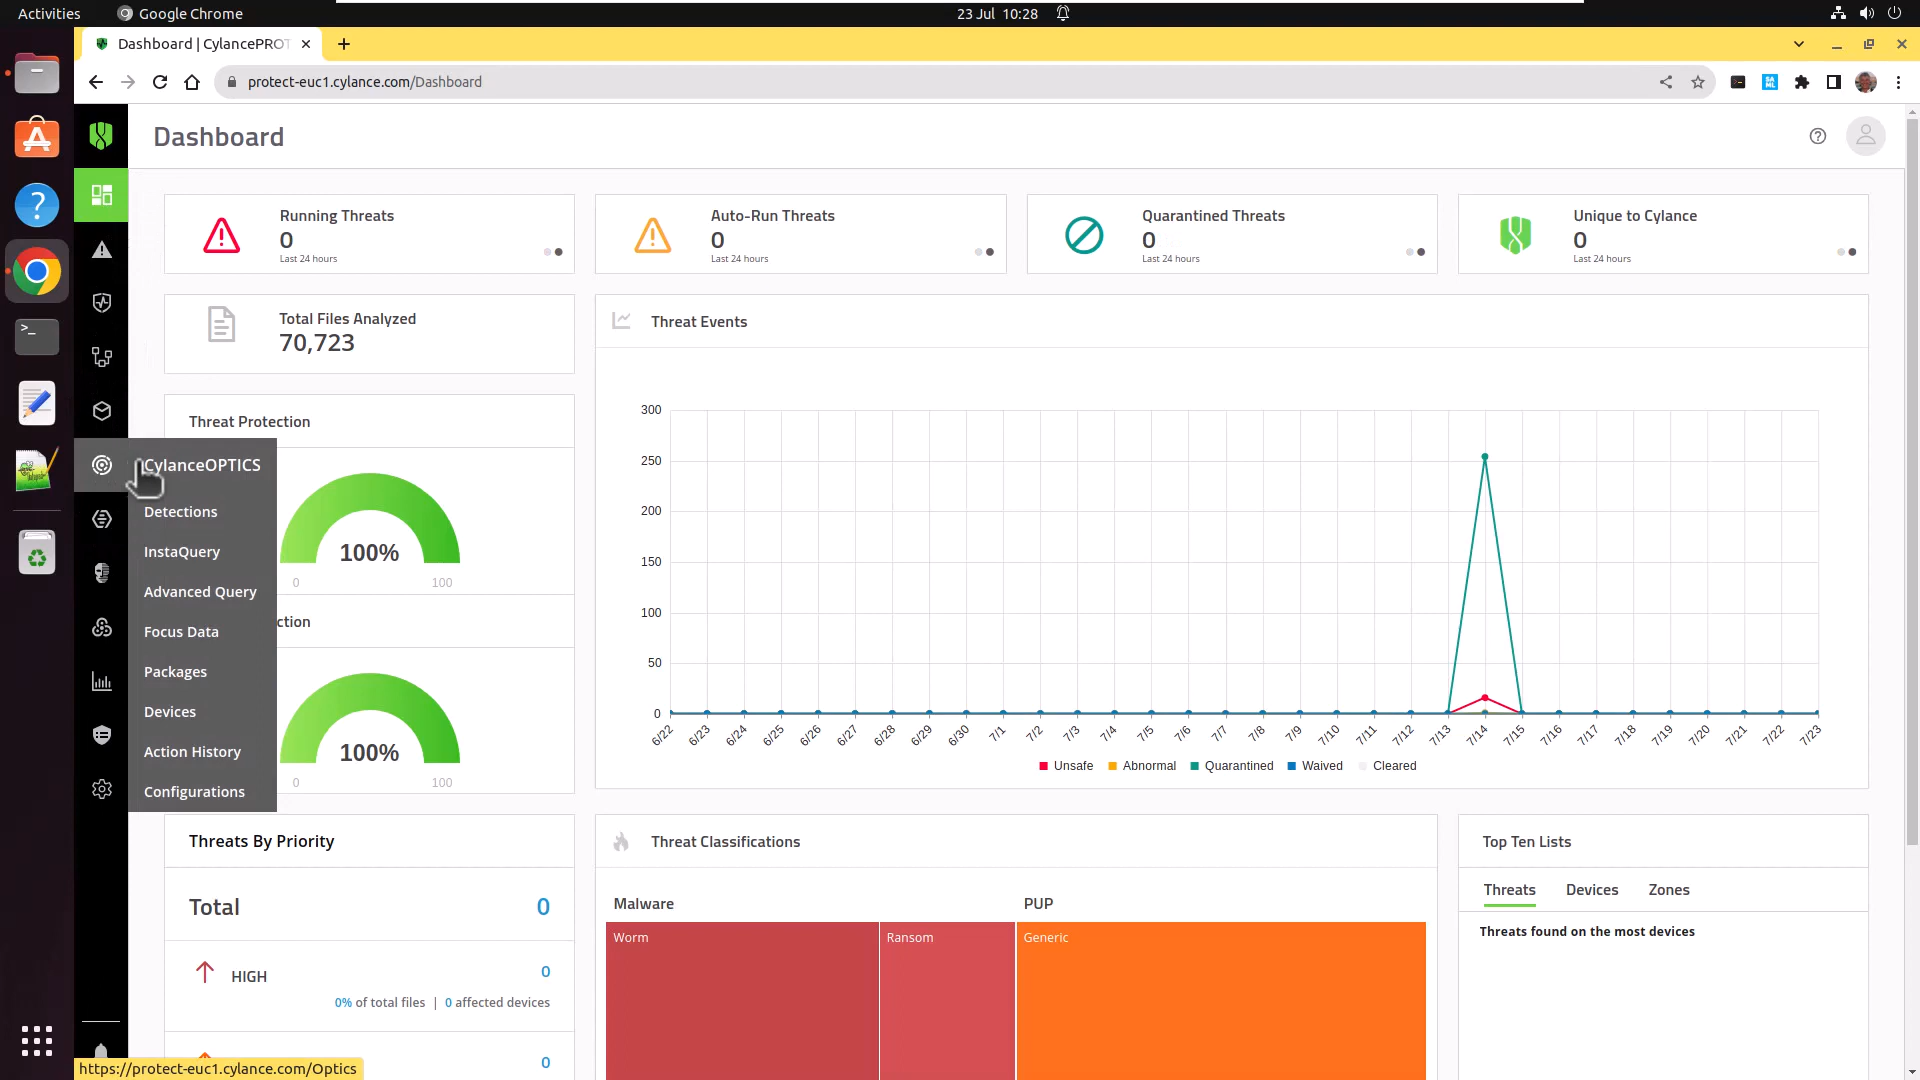 Activities
Google Chrome
23 Jul 10:28
Dashboard | CylancePROT
protect-euc1.cylance.com/Dashboard
SA
ML
Dashboard
Running Threats
0
Last 24 hours
Auto-Run Threats
0
Last 24 hours
Quarantined Threats
0
Last 24 hours
Unique to Cylance
0
Last 24 hours
Total Files Analyzed
70,723
Threat Events
Threat Protection
100%
0
100
ction
100%
0
100
CylanceOPTICS
Detections
InstaQuery
Advanced Query
Focus Data
Packages
Devices
Action History
Configurations
300
250
200
150
100
50
0
6/22 6/23 6/24 6/25 6/26 6/27 6/28 6/29 6/30 7/1 7/2 7/3 7/4 7/5 7/6 7/7 7/8 7/9 7/10 7/11 7/12 7/13 7/14 7/15 7/16 7/17 7/18 7/19 7/20 7/21 7/22 7/23
Unsafe Abnormal Quarantined Waived Cleared
Threats By Priority
Total 0
HIGH 0
0% of total files | 0 affected devices
0
Threat Classifications
Malware
PUP
Worm
Ransom
Generic
Top Ten Lists
Threats Devices Zones
Threats found on the most devices
https://protect-euc1.cylance.com/Optics